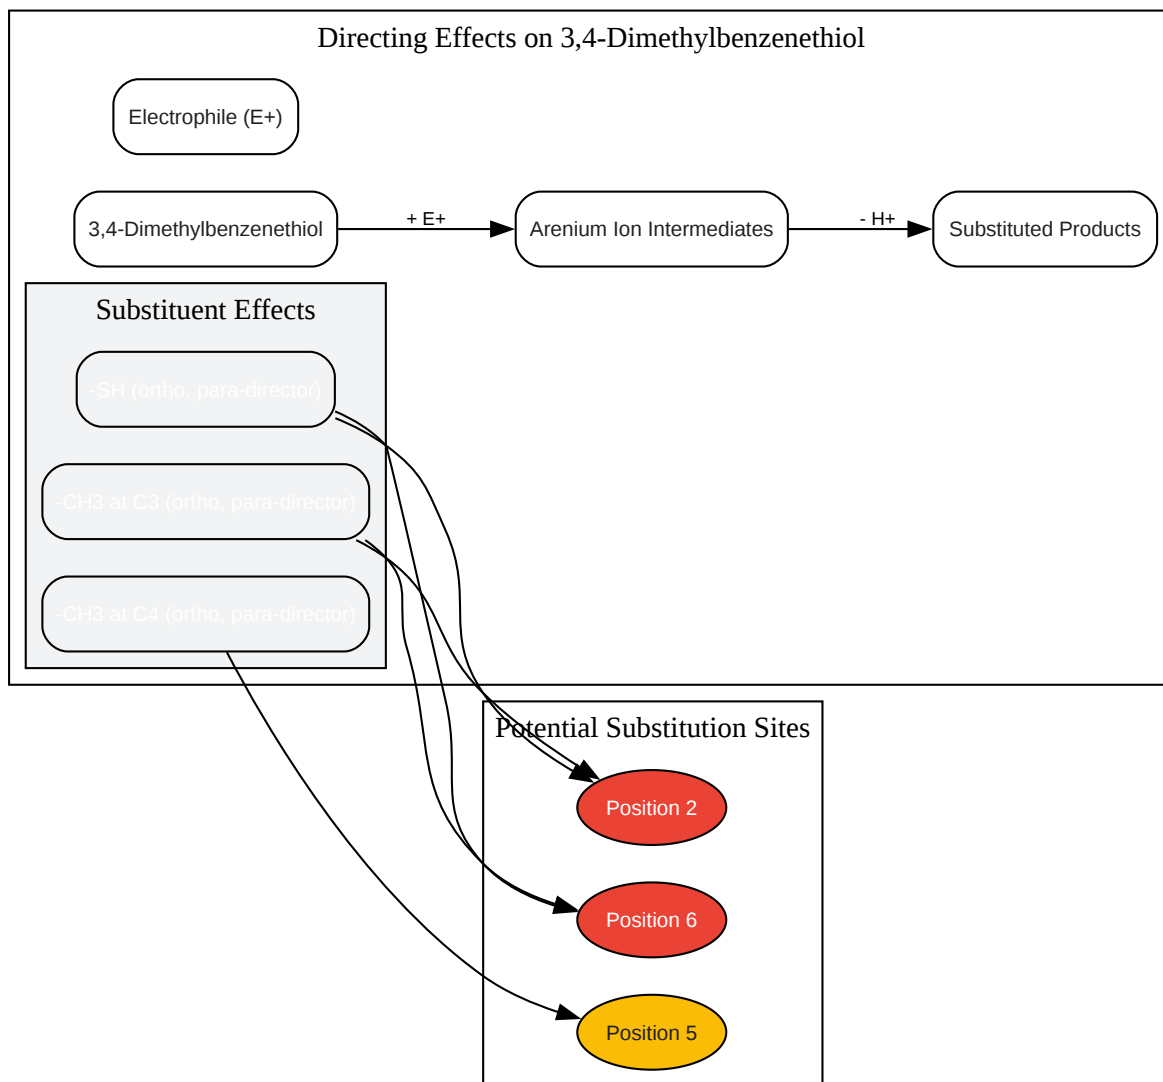 Directing Effects on 3,4-Dimethylbenzenethiol
Electrophile (E+)
3,4-Dimethylbenzenethiol
+ E+
Arenium Ion Intermediates
- H+
Substituted Products
Substituent Effects
-SH (ortho, para-director)
-CH3 at C3 (ortho, para-director)
-CH3 at C4 (ortho, para-director)
Potential Substitution Sites
Position 2
Position 6
Position 5